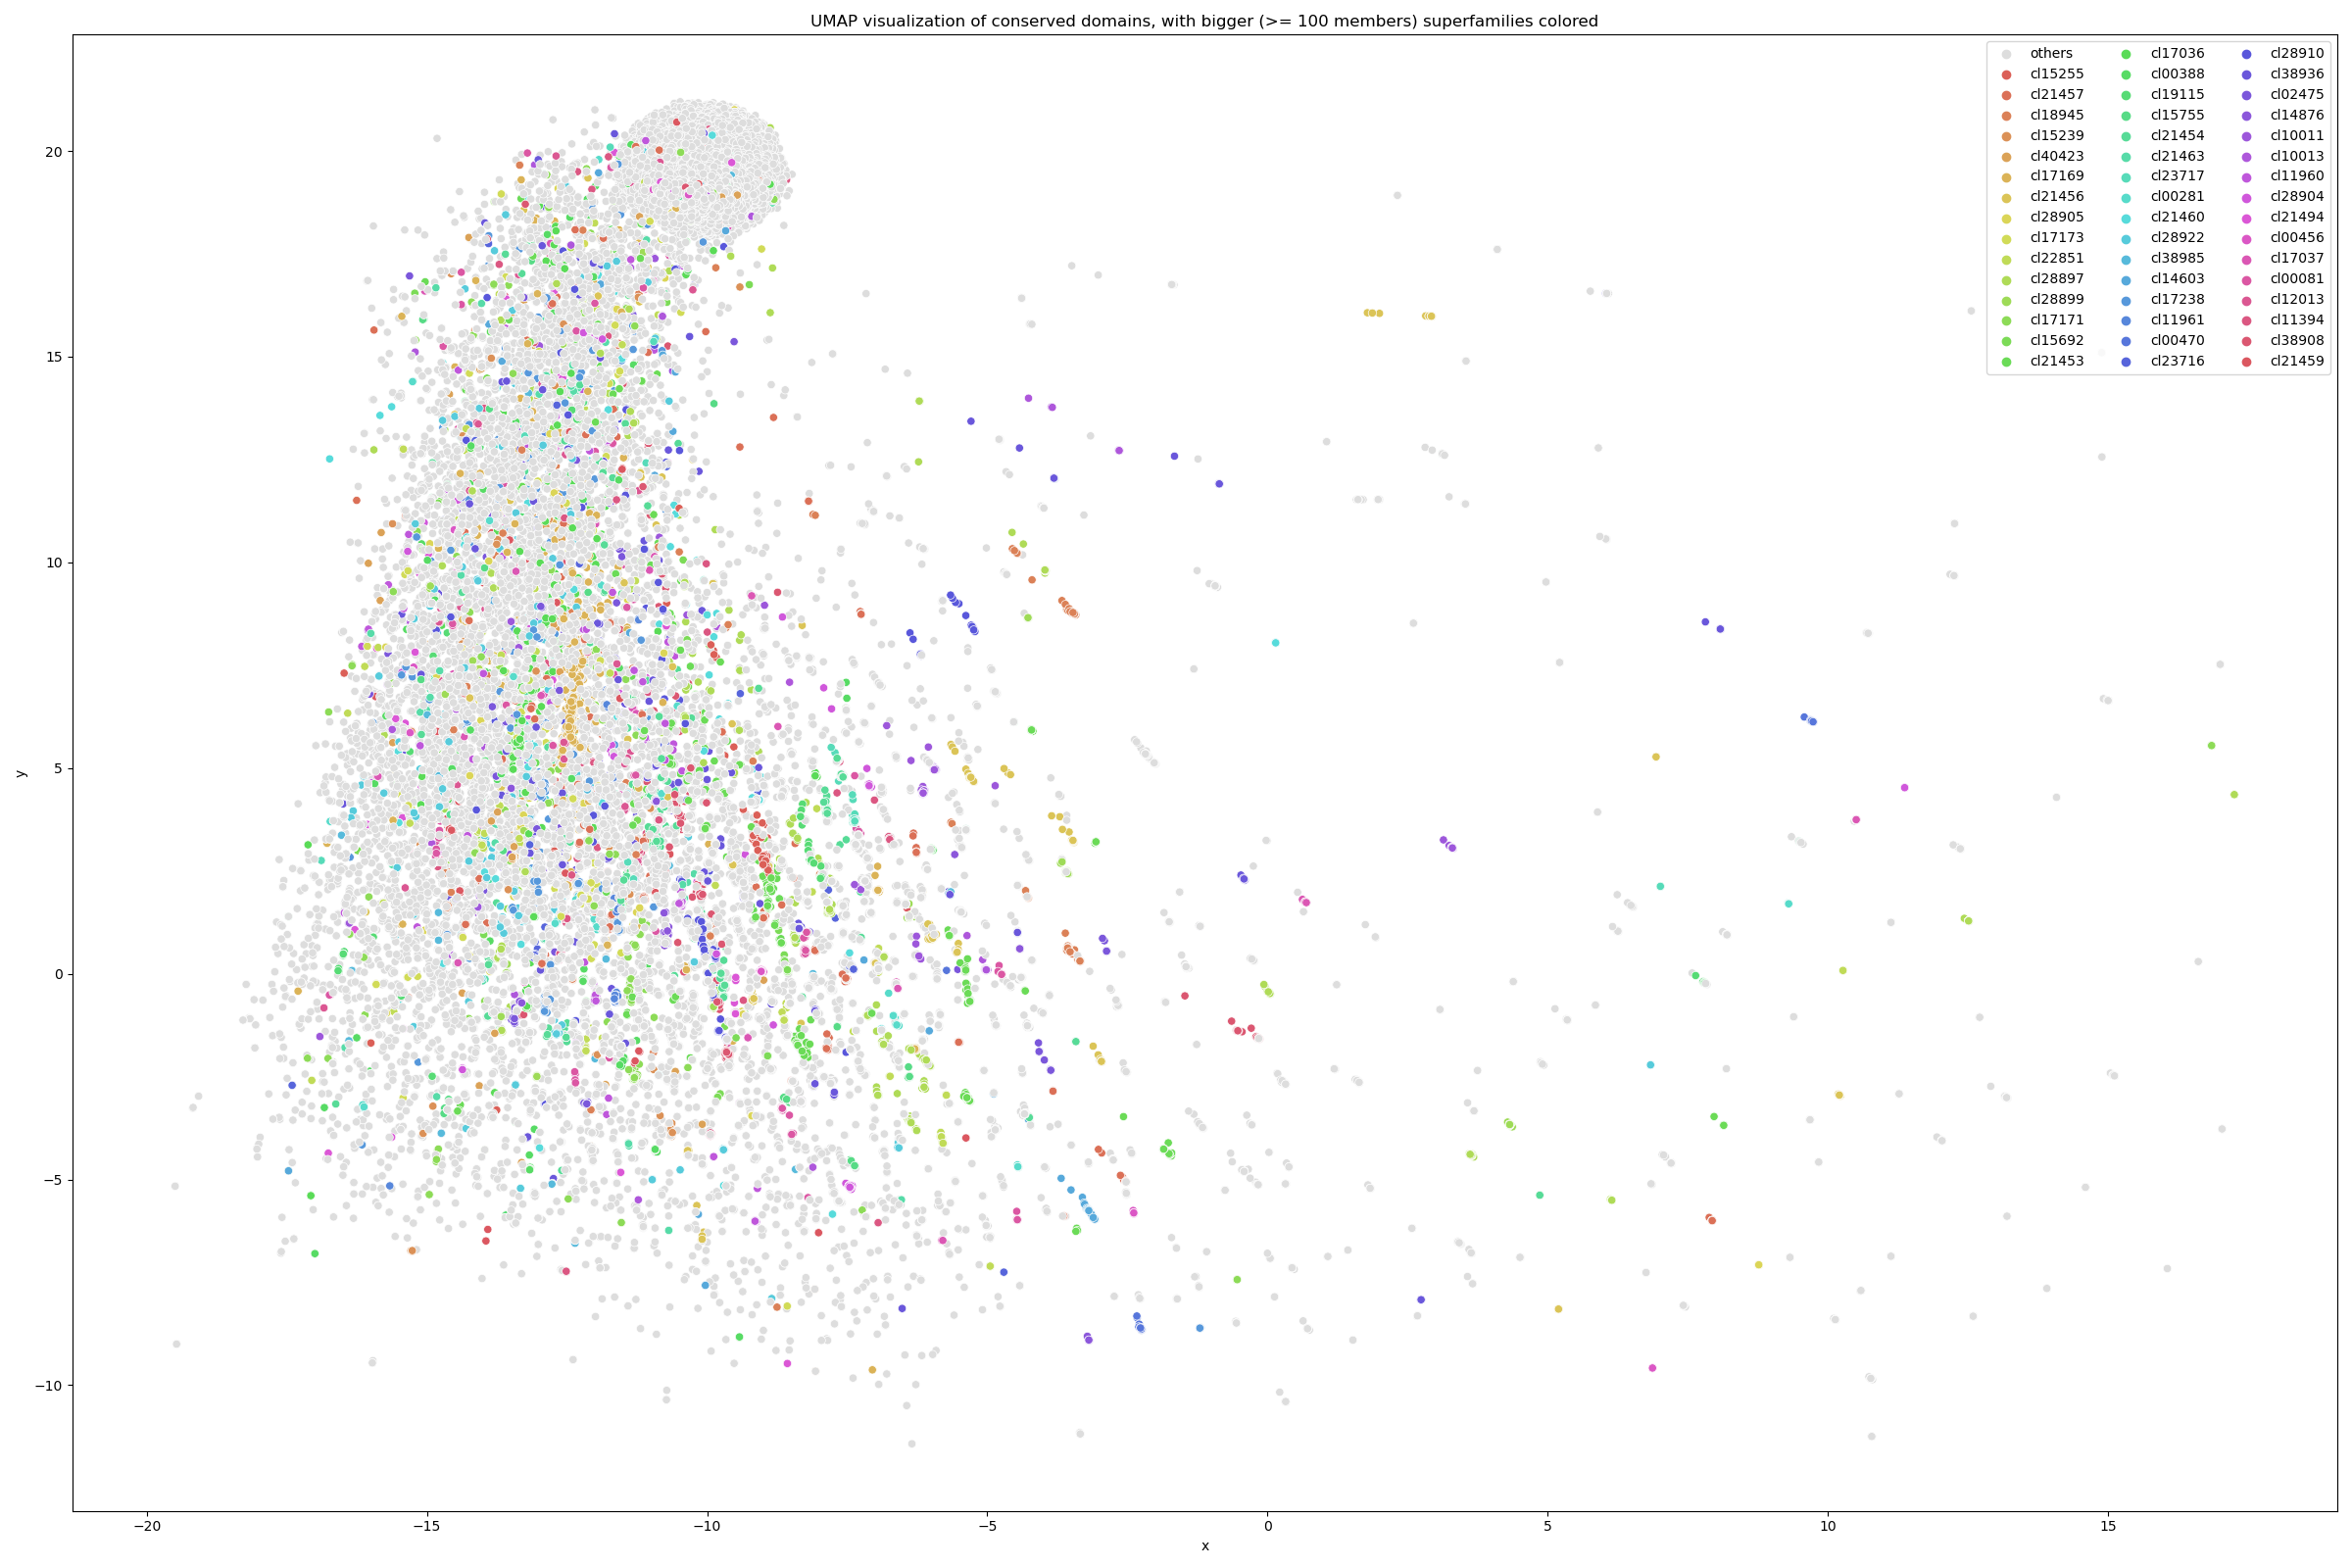 UMAP visualization of conserved domains, with bigger (>= 100 members) superfamilies colored
others
cl15255
cl21457
cl18945
cl15239
cl40423
cl17169
cl21456
cl28905
cl17173
cl22851
cl28897
cl28899
cl17171
cl15692
cl21453
cl17036
cl00388
cl19115
cl15755
cl21454
cl21463
cl23717
cl00281
cl21460
cl28922
cl38985
cl14603
cl17238
cl11961
cl00470
cl23716
cl28910
cl38936
cl02475
cl14876
cl10011
cl10013
cl11960
cl28904
cl21494
cl00456
cl17037
cl00081
cl12013
cl11394
cl38908
cl21459
20
15
10
5
0
−5
−10
y
−20
−15
−10
−5
0
5
10
15
x